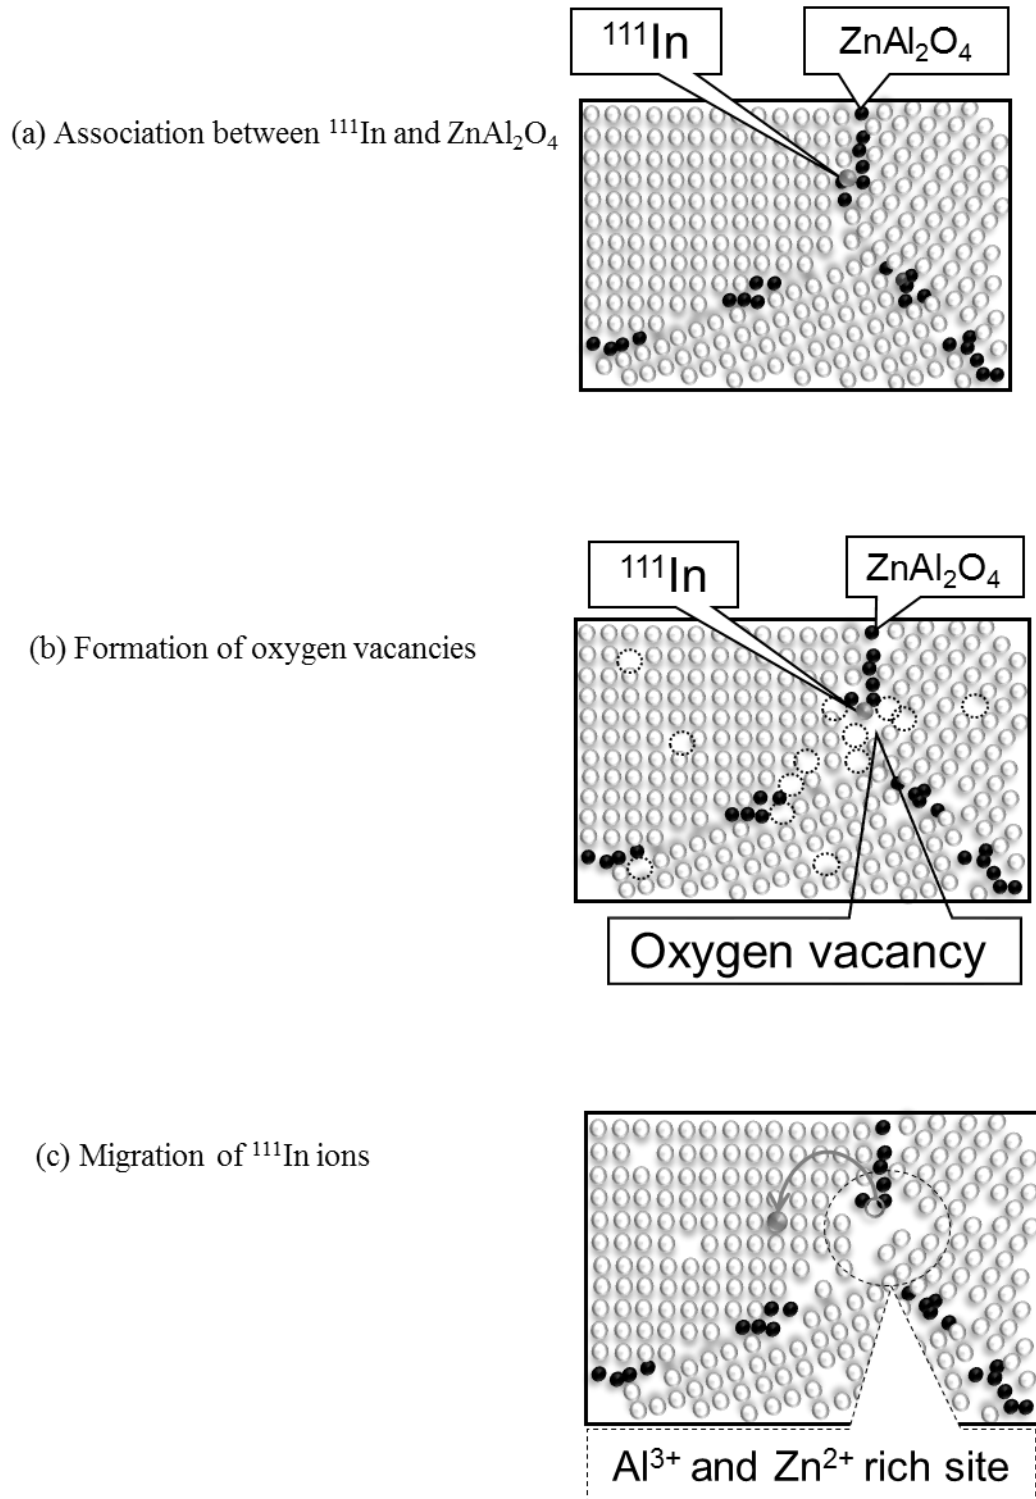 ¹¹¹In
ZnAl₂O₄
(a) Association between ¹¹¹In and ZnAl₂O₄
¹¹¹In
ZnAl₂O₄
(b) Formation of oxygen vacancies
Oxygen vacancy
(c) Migration of ¹¹¹In ions
Al³⁺ and Zn²⁺ rich site